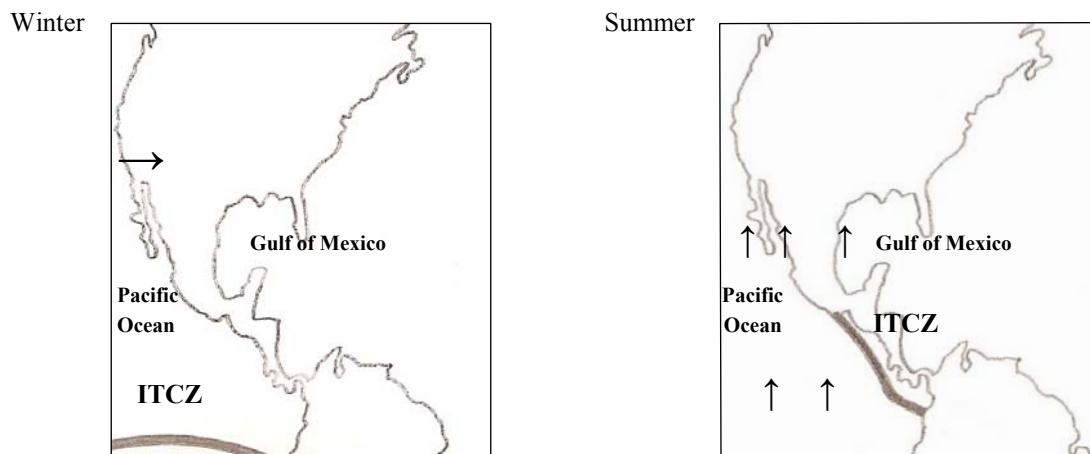 Winter
Gulf of Mexico
Pacific
Ocean
ITCZ
Summer
Gulf of Mexico
Pacific
Ocean
ITCZ